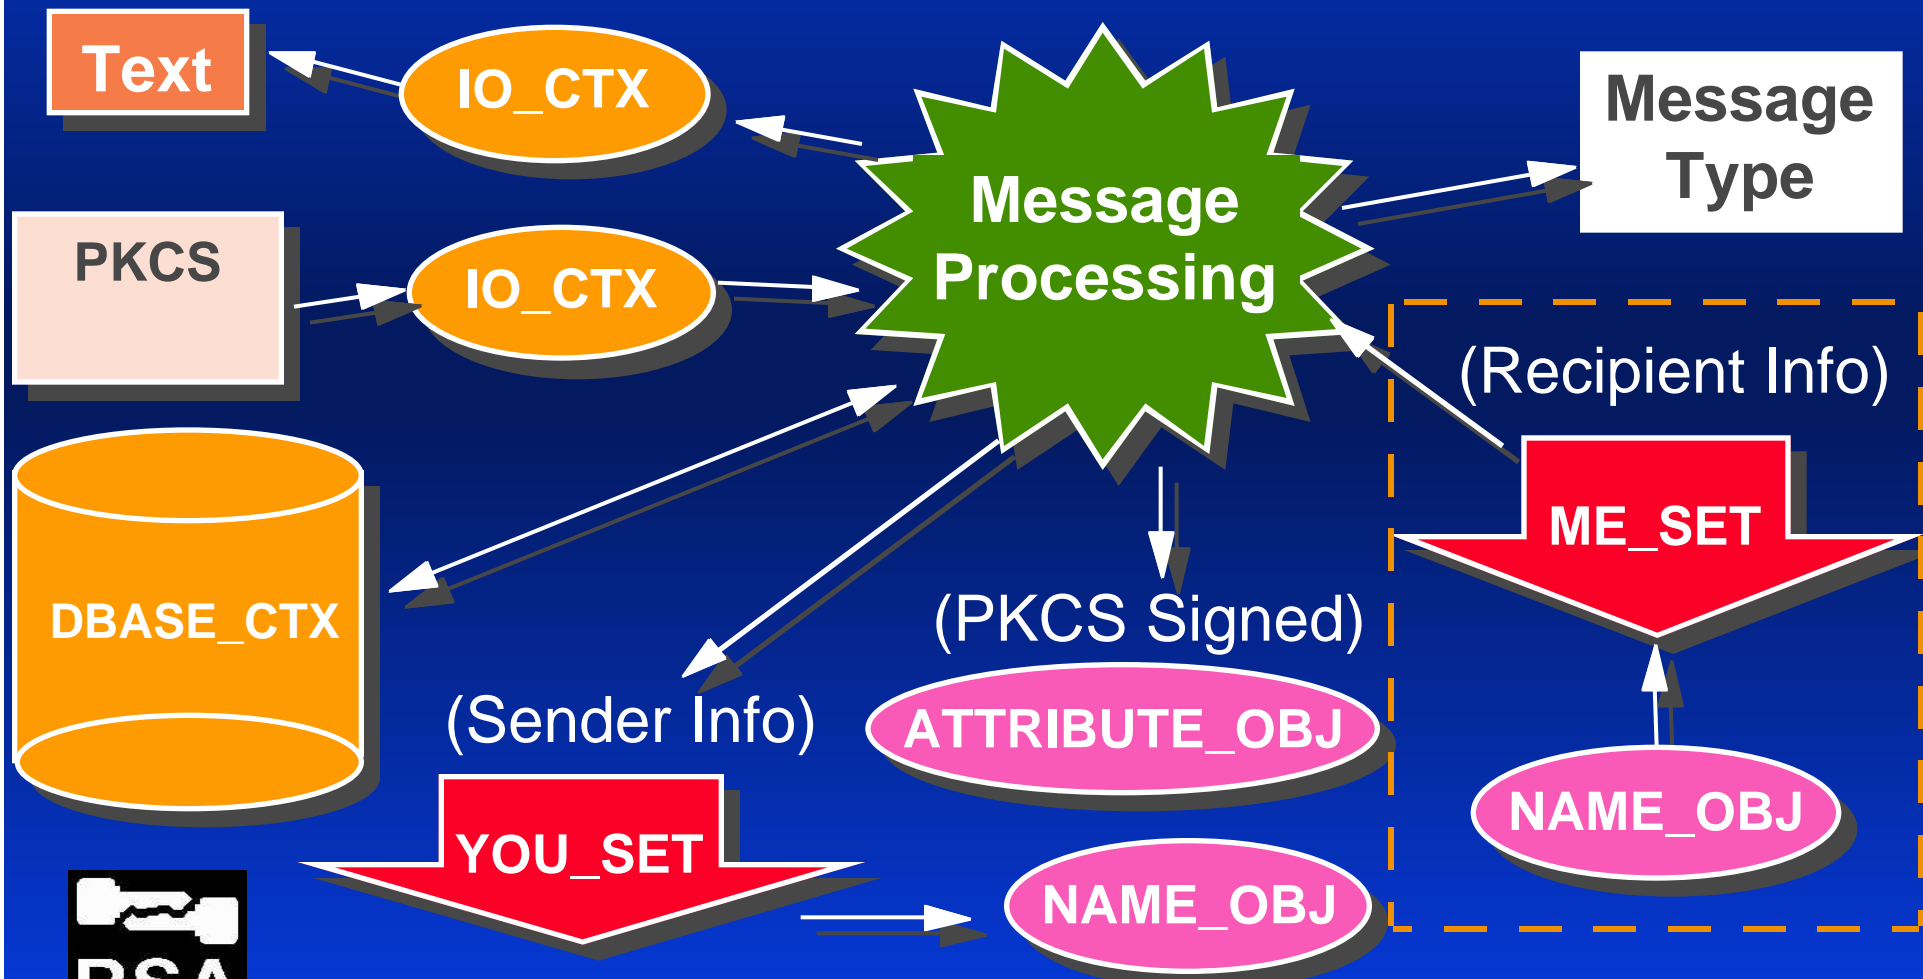 Text
IO_CTX
Message
Type
Message
Processing
PKCS
IO_CTX
(Recipient Info)
ME_SET
DBASE_CTX
(PKCS Signed)
(Sender Info)
ATTRIBUTE_OBJ
NAME_OBJ
YOU_SET
NAME_OBJ
RSA